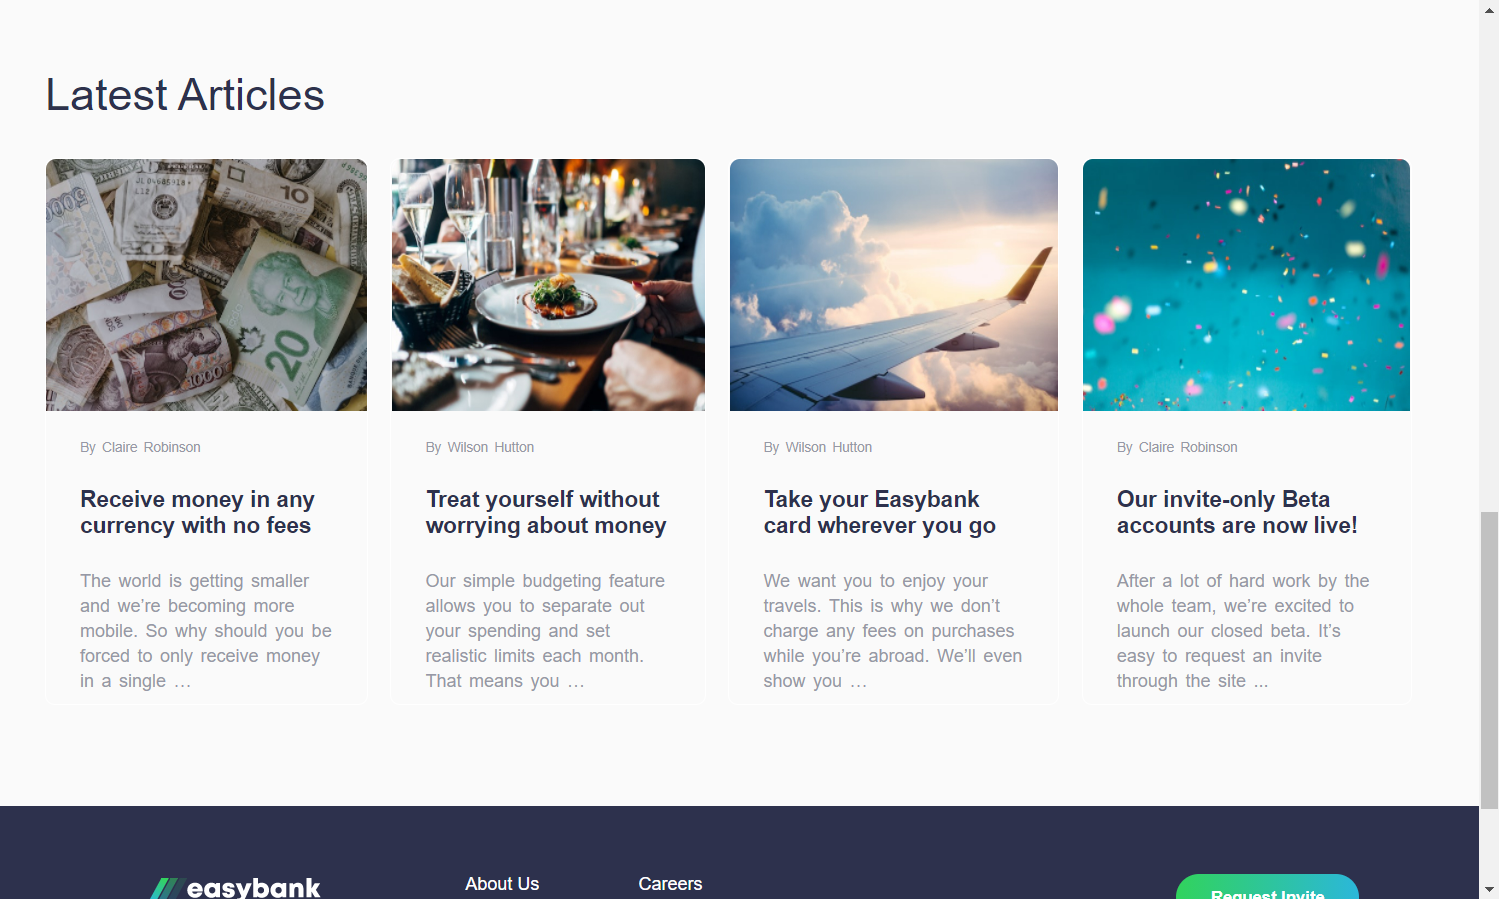 Latest Articles
By Claire Robinson
Receive money in any
currency with no fees
The world is getting smaller
and we’re becoming more
mobile. So why should you be
forced to only receive money
in a single …
By Wilson Hutton
Treat yourself without
worrying about money
Our simple budgeting feature
allows you to separate out
your spending and set
realistic limits each month.
That means you …
By Wilson Hutton
Take your Easybank
card wherever you go
We want you to enjoy your
travels. This is why we don’t
charge any fees on purchases
while you’re abroad. We’ll even
show you …
By Claire Robinson
Our invite-only Beta
accounts are now live!
After a lot of hard work by the
whole team, we’re excited to
launch our closed beta. It’s
easy to request an invite
through the site ...
easybank
About Us
Careers
Request Invite
10
20
1000